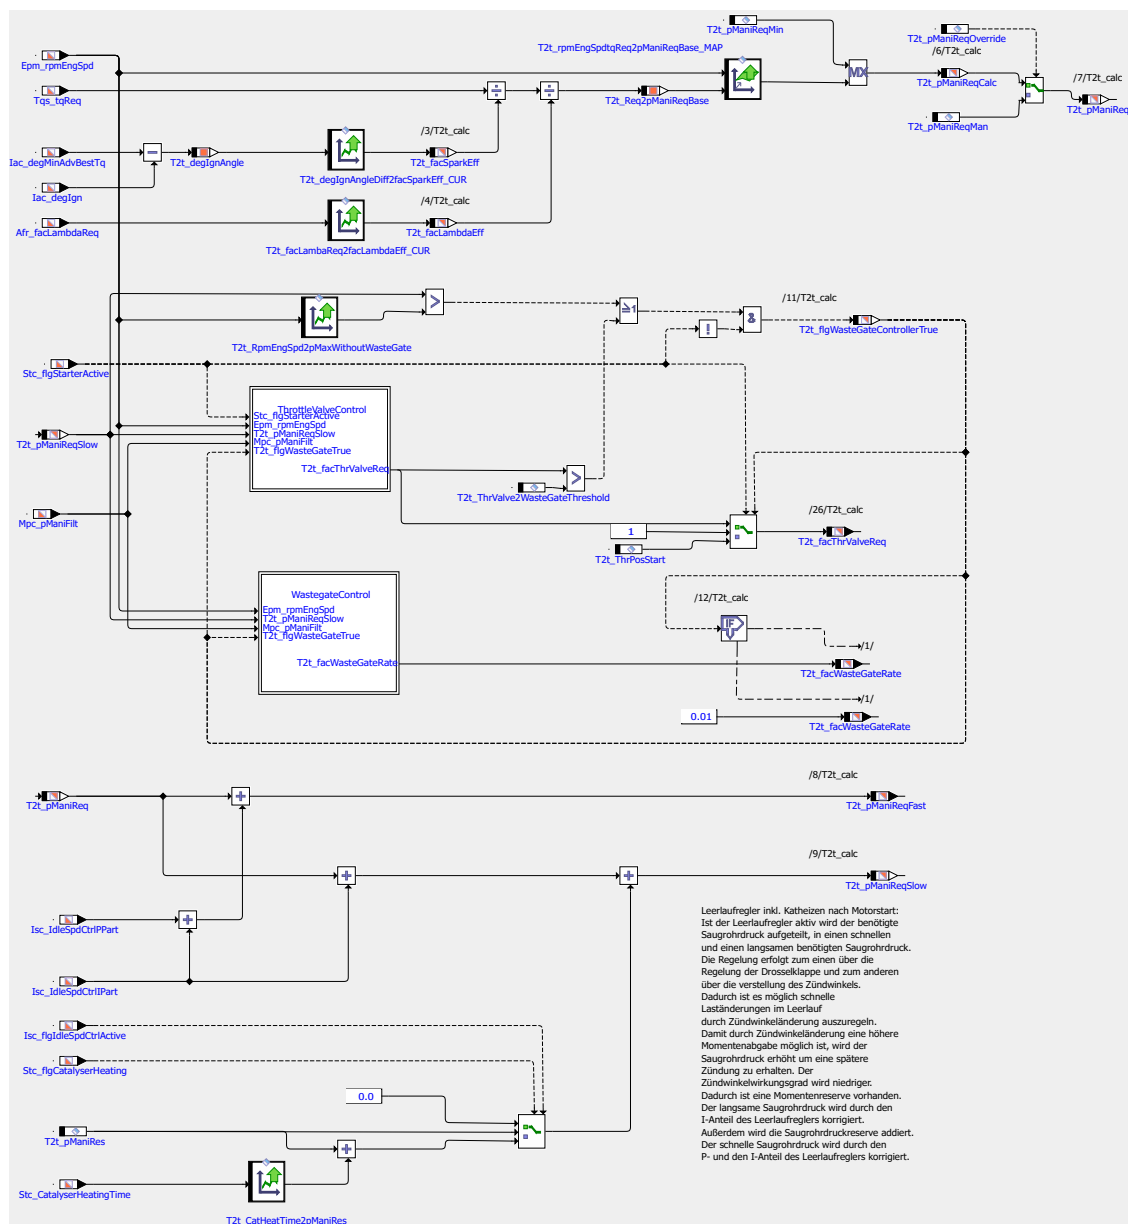 T2t_pManiReqMin
T2t_pManiReqOverride
T2t_rpmEngSpdtqReq2pManiReqBase_MAP
/6/T2t_calc
Epm_rpmEngSpd
MX
T2t_pManiReqCalc
/7/T2t_calc
Tqs_tqReq
T2t_Req2pManiReqBase
T2t_pManiReq
T2t_pManiReqMan
/3/T2t_calc
Iac_degMinAdvBestTq
T2t_degIgnAngle
T2t_facSparkEff
T2t_degIgnAngleDiff2facSparkEff_CUR
Iac_degIgn
/4/T2t_calc
Afr_facLambdaReq
T2t_facLambdaEff
T2t_facLambaReq2facLambdaEff_CUR
/11/T2t_calc
>
≥1
&
!
T2t_flgWasteGateControllerTrue
T2t_RpmEngSpd2pMaxWithoutWasteGate
Stc_flgStarterActive
ThrottleValveControl
Stc_flgStarterActive
Epm_rpmEngSpd
T2t_pManiReqSlow
Mpc_pManiFilt
T2t_flgWasteGateTrue
T2t_facThrValveReq
T2t_pManiReqSlow
>
T2t_ThrValve2WasteGateThreshold
/26/T2t_calc
Mpc_pManiFilt
1
T2t_facThrValveReq
T2t_ThrPosStart
WastegateControl
Epm_rpmEngSpd
T2t_pManiReqSlow
Mpc_pManiFilt
T2t_flgWasteGateTrue
T2t_facWasteGateRate
/12/T2t_calc
IF
/1/
T2t_facWasteGateRate
/1/
0.01
T2t_facWasteGateRate
/8/T2t_calc
T2t_pManiReq
T2t_pManiReqFast
/9/T2t_calc
T2t_pManiReqSlow
Isc_IdleSpdCtrlPPart
Isc_IdleSpdCtrlIPart
Isc_flgIdleSpdCtrlActive
Stc_flgCatalyserHeating
0.0
T2t_pManiRes
Stc_CatalyserHeatingTime
T2t_CatHeatTime2pManiRes
Leerlaufregler inkl. Katheizen nach Motorstart:
Ist der Leerlaufregler aktiv wird der benötigte
Saugrohrdruck aufgeteilt, in einen schnellen
und einen langsamen benötigten Saugrohrdruck.
Die Regelung erfolgt zum einen über die
Regelung der Drosselklappe und zum anderen
über die verstellung des Zündwinkels.
Dadurch ist es möglich schnelle
Laständerungen im Leerlauf
durch Zündwinkeländerung auszuregeln.
Damit durch Zündwinkeländerung eine höhere
Momentenabgabe möglich ist, wird der
Saugrohrdruck erhöht um eine spätere
Zündung zu erhalten. Der
Zündwinkelwirkungsgrad wird niedriger.
Dadurch ist eine Momentenreserve vorhanden.
Der langsame Saugrohrdruck wird durch den
I-Anteil des Leerlaufreglers korrigiert.
Außerdem wird die Saugrohrdruckreserve addiert.
Der schnelle Saugrohrdruck wird durch den
P- und den I-Anteil des Leerlaufreglers korrigiert.